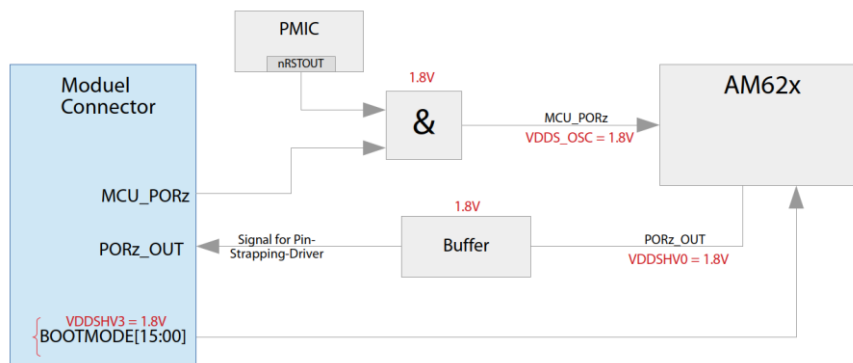 PMIC
nRSTOUT
Moduel
Connector
1.8V
&
MCU_PORz
VDDS_OSC = 1.8V
AM62x
MCU_PORz
1.8V
PORz_OUT
Signal for Pin-
Strapping-Driver
Buffer
PORz_OUT
VDDSHV0 = 1.8V
VDDSHV3 = 1.8V
BOOTMODE[15:00]